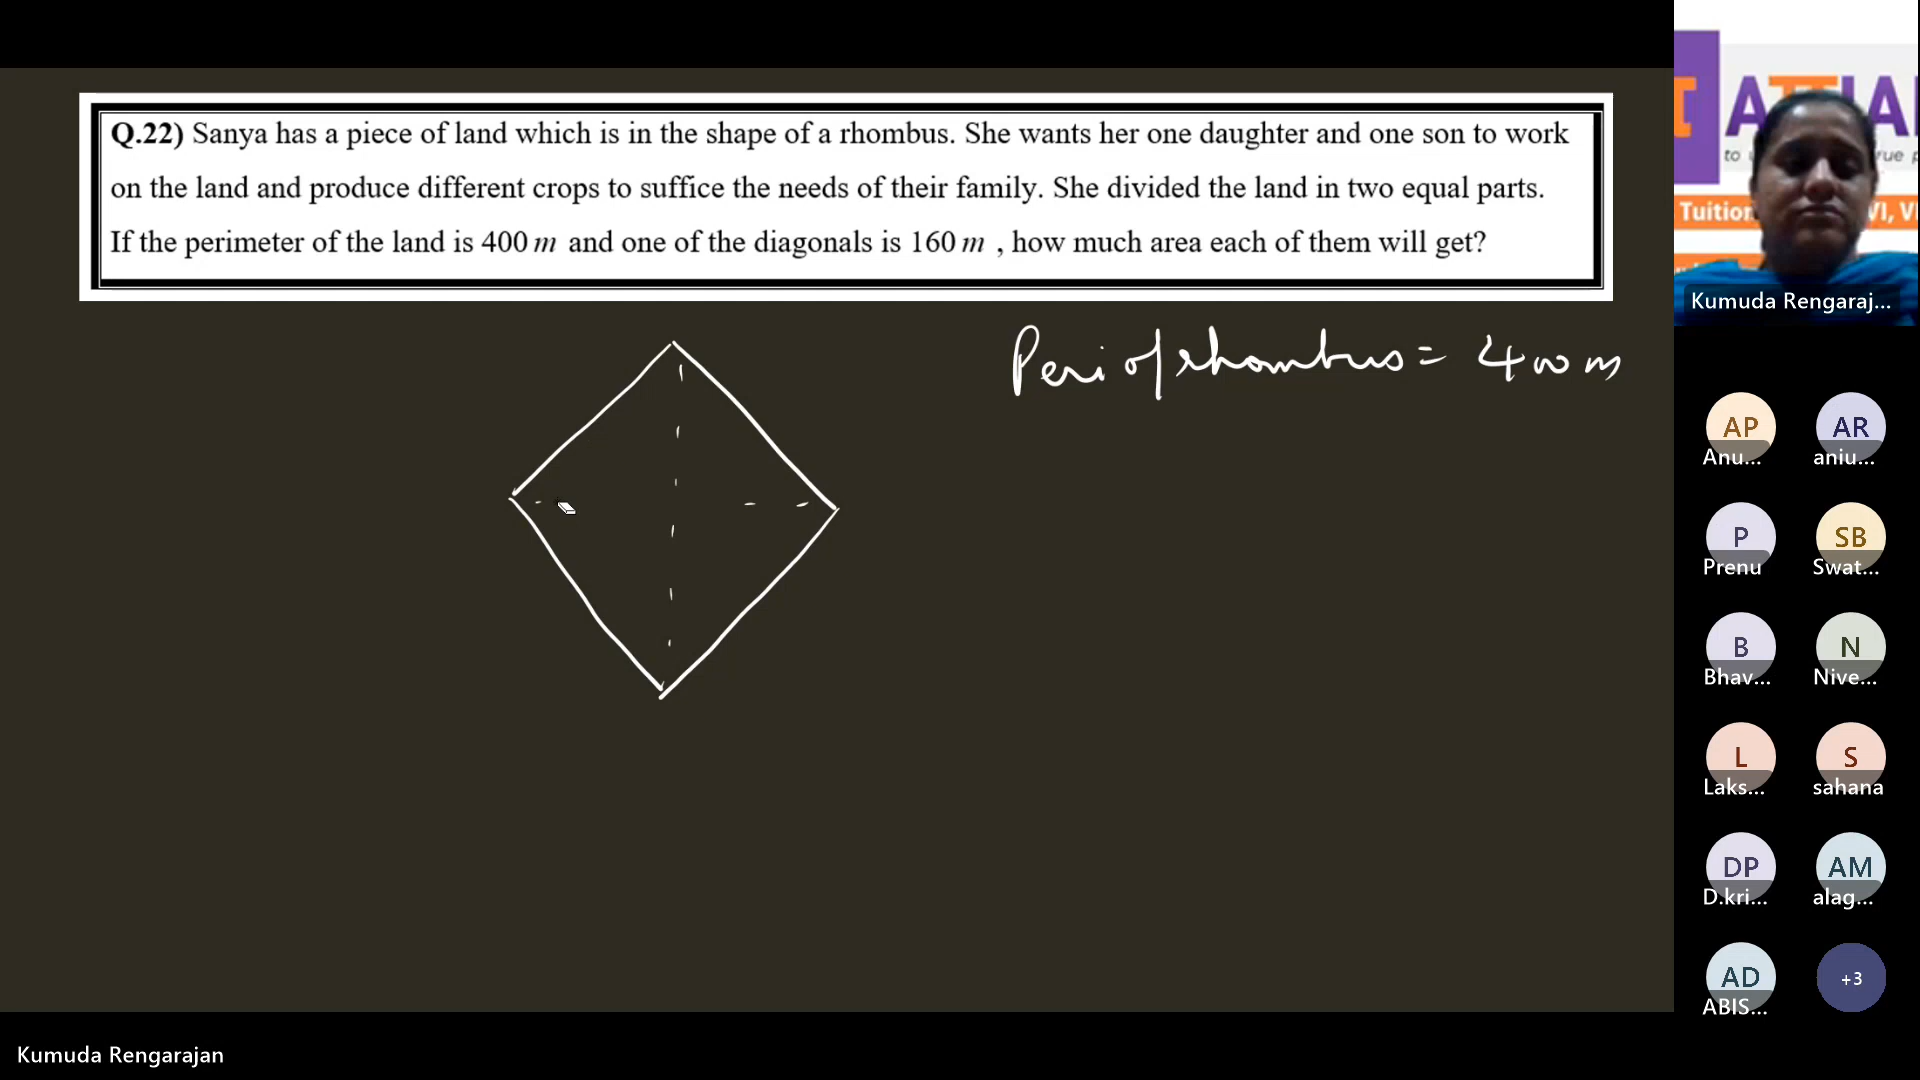 Q.22) Sanya has a piece of land which is in the shape of a rhombus. She wants her one daughter and one son to work
on the land and produce different crops to suffice the needs of their family. She divided the land in two equal parts.
If the perimeter of the land is 400 m and one of the diagonals is 160 m , how much area each of them will get?
Peri of rhombus = 400 m
to
Tuition
VI, V
Kumuda Rengaraj...
AP
Anu...
AR
aniu...
P
Prenu
SB
Swat...
B
Bhav...
N
Nive...
L
Laks...
S
sahana
DP
D.kri...
AM
alag...
AD
ABIS...
+3
Kumuda Rengarajan